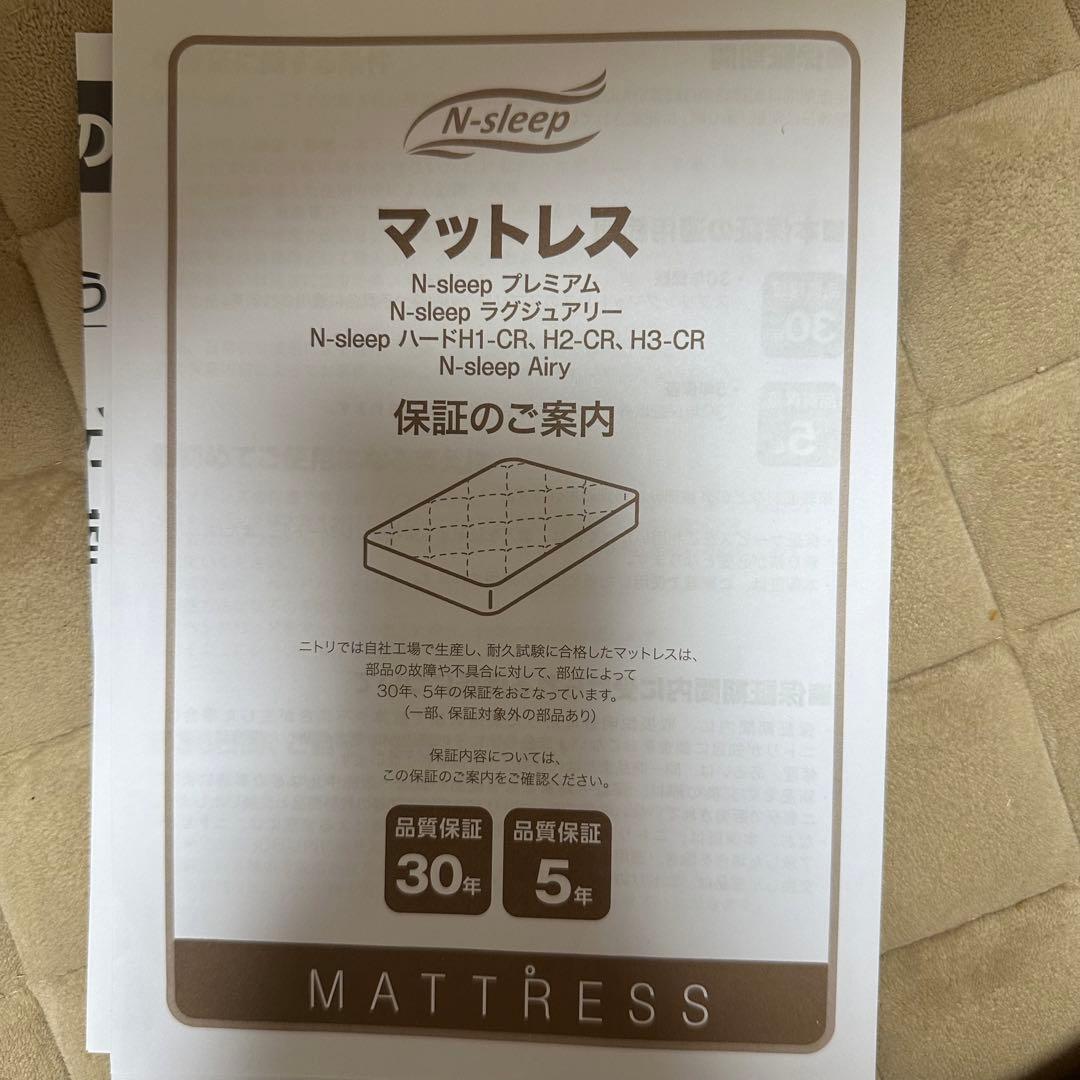 N-sleep
マットレス
N-sleep プレミアム
N-sleep ラグジュアリー
N-sleep ハードH1-CR、H2-CR、H3-CR
N-sleep Airy
保証のご案内
ニトリでは自社工場で生産し、耐久試験に合格したマットレスは、
部品の故障や不具合に対して、部位によって
30年、5年の保証をおこなっています。
（一部、保証対象外の部品あり）
保証内容については、
この保証のご案内をご確認ください。
品質保証
30年
品質保証
5年
MATTRESS
の
う